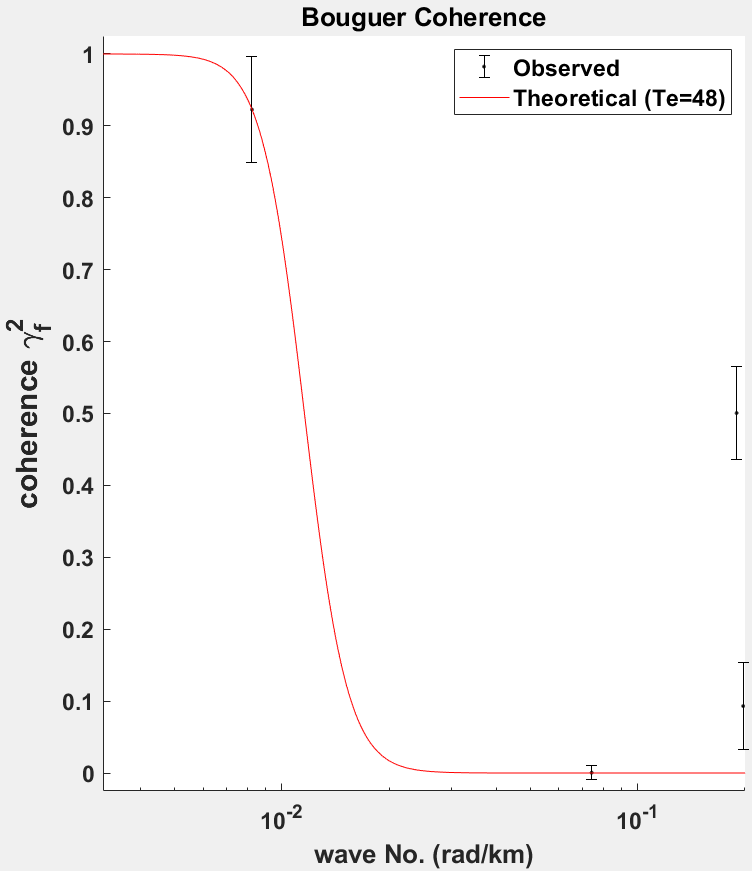 Bouguer Coherence
Observed
Theoretical (Te=48)
1
0.9
0.8
0.7
0.6
0.5
0.4
0.3
0.2
0.1
0
coherence γ_f^2
10^-2
10^-1
wave No. (rad/km)